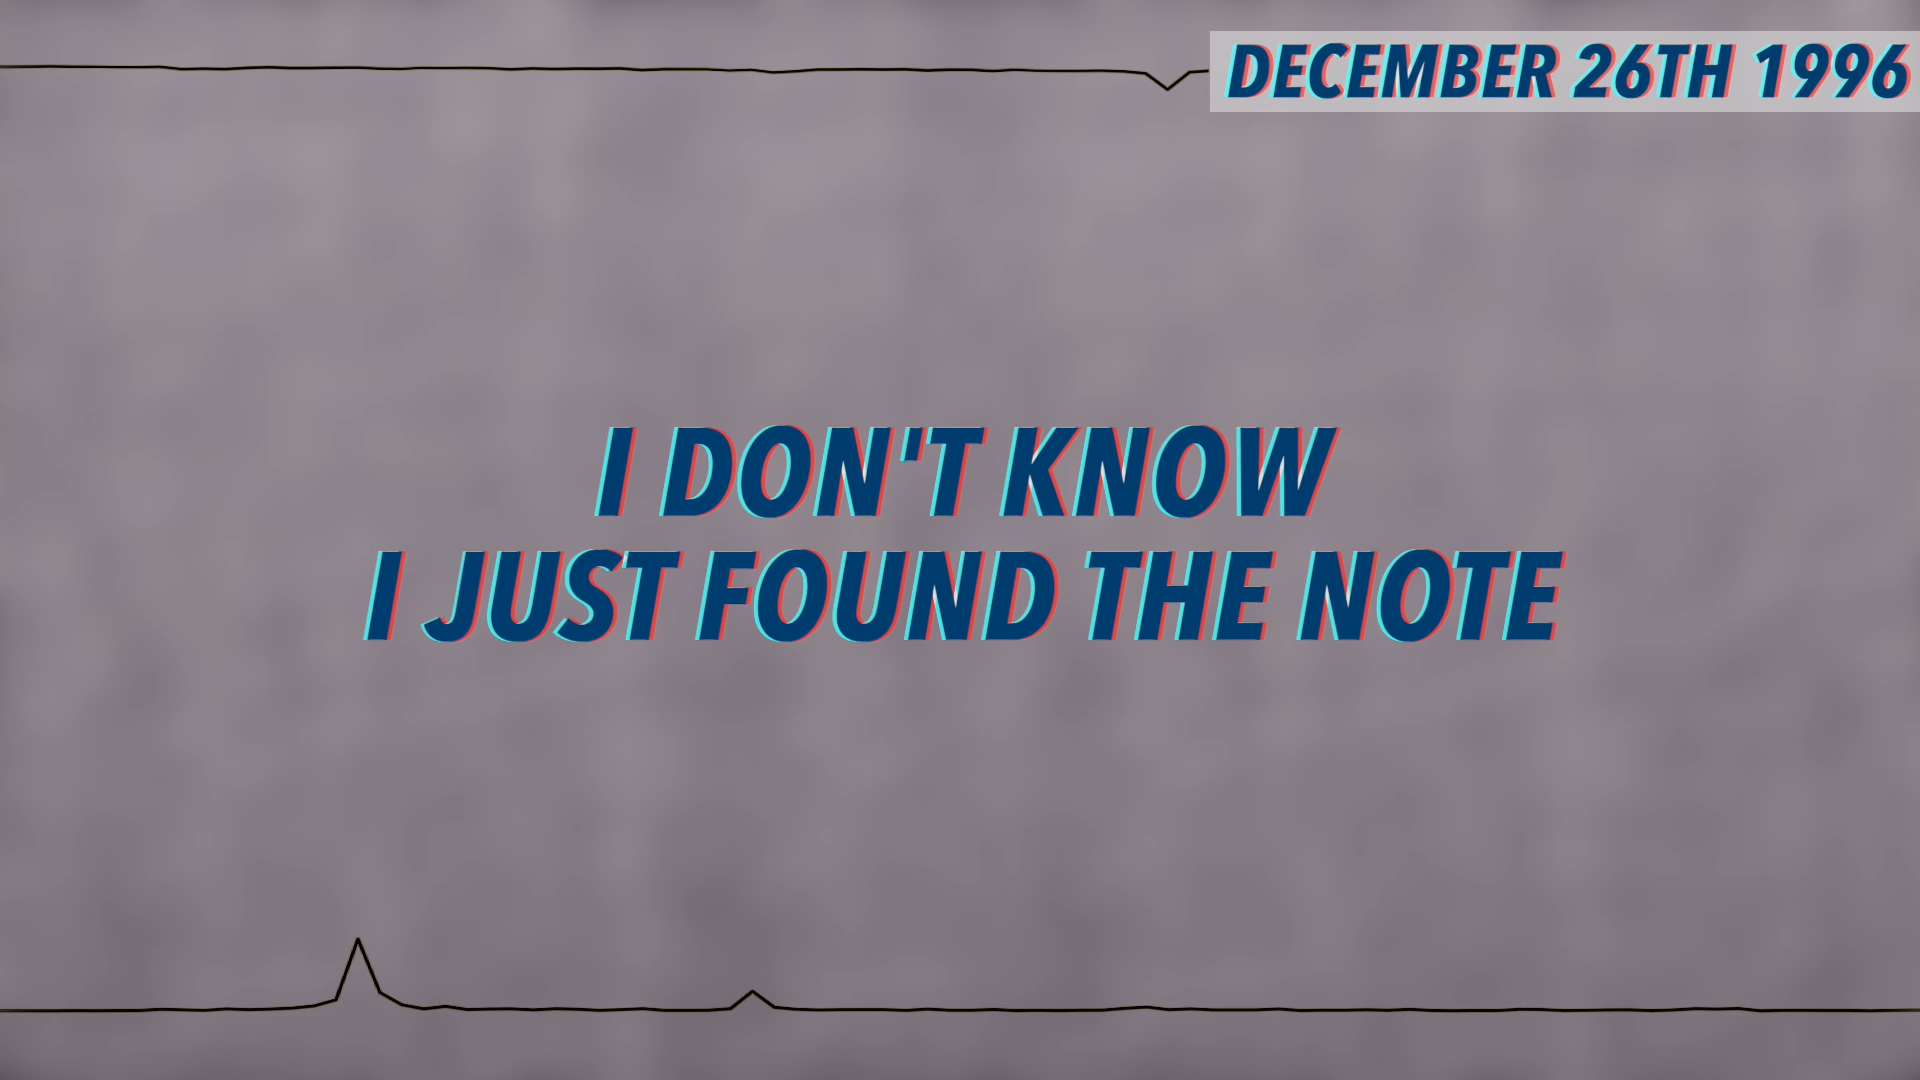 DECEMBER 26TH 1996
I DON'T KNOW
I JUST FOUND THE NOTE